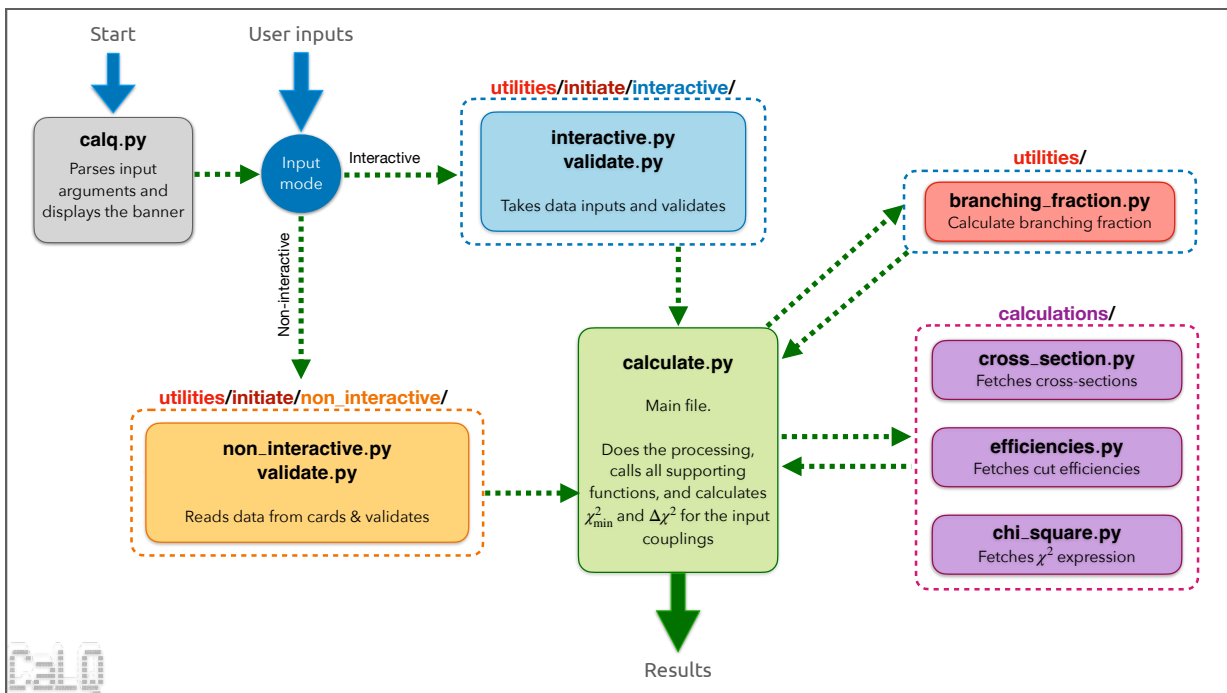 Start
User inputs
utilities/initiate/interactive/
calq.py
Parses input
arguments and
displays the banner
Input
mode
Interactive
Non-interactive
interactive.py
validate.py
Takes data inputs and validates
utilities/
branching_fraction.py
Calculate branching fraction
calculate.py
Main file.
Does the processing,
calls all supporting
functions, and calculates
χ²_min and Δχ² for the input
couplings
calculations/
cross_section.py
Fetches cross-sections
efficiencies.py
Fetches cut efficiencies
chi_square.py
Fetches χ² expression
utilities/initiate/non_interactive/
non_interactive.py
validate.py
Reads data from cards & validates
Results
CaLQ